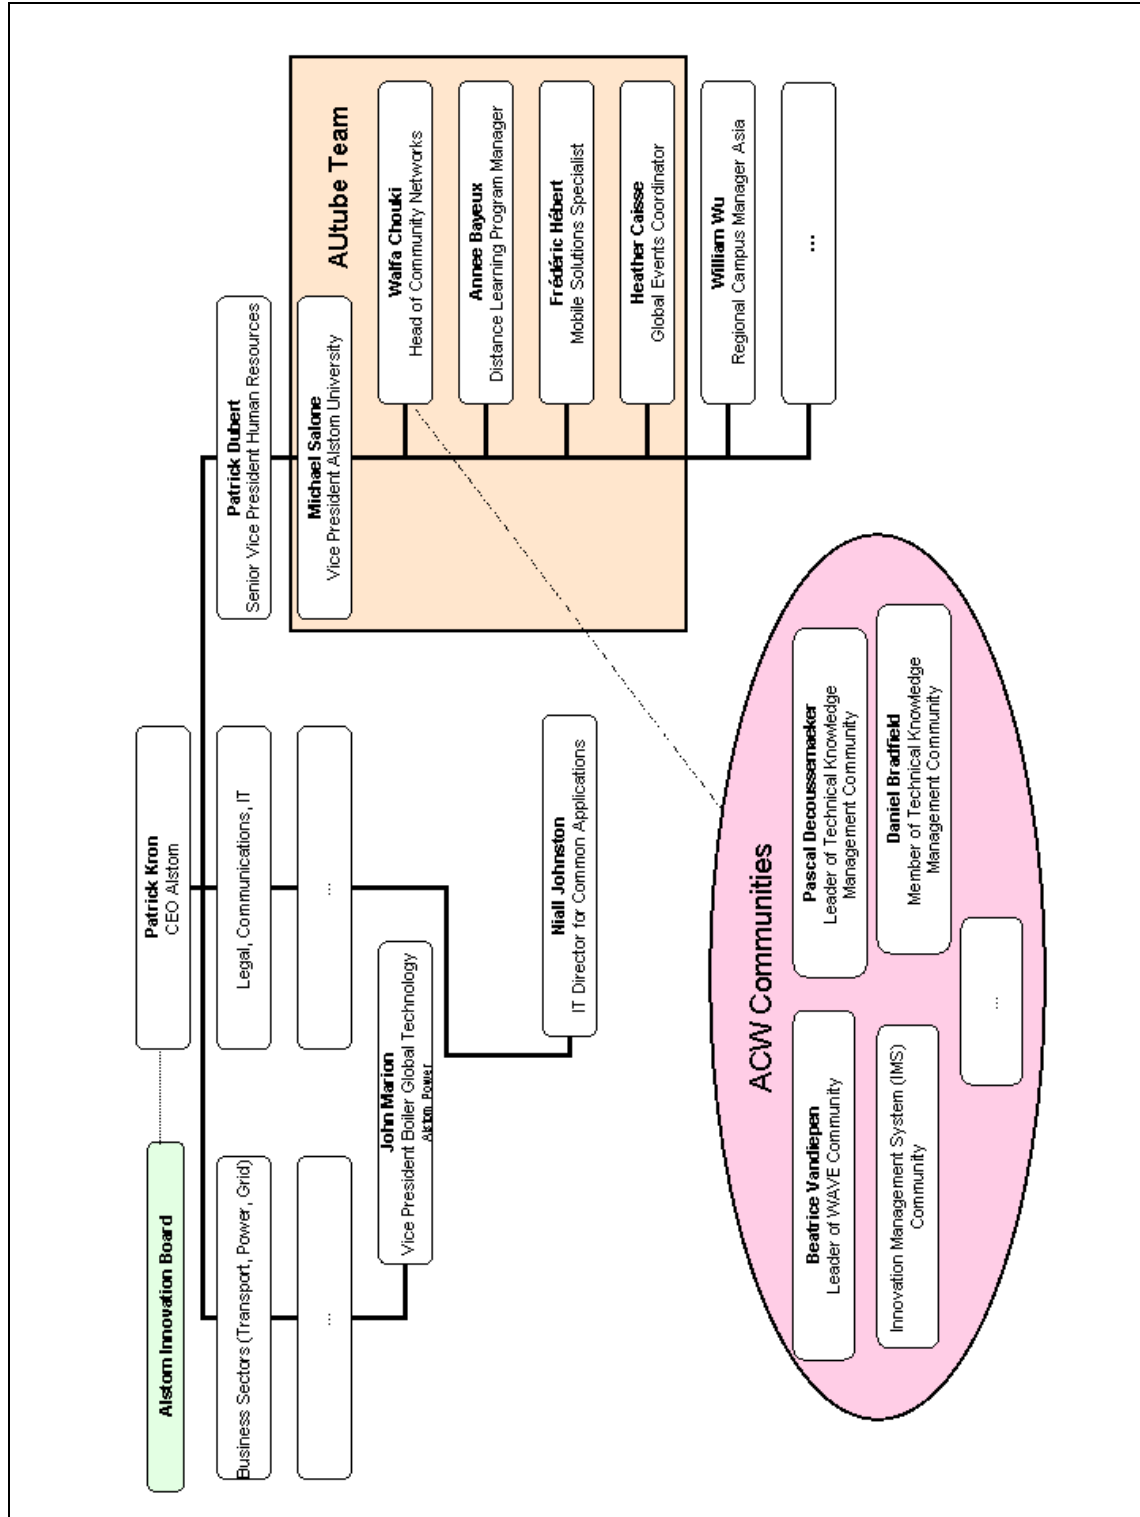 Alstom Innovation Board
Patrick Kron
CEO Alstom
Business Sectors (Transport, Power, Grid)
...
John Marion
Vice President Boiler Global Technology
Alstom Power
Legal, Communications, IT
...
Niall Johnston
IT Director for Common Applications
Patrick Dubert
Senior Vice President Human Resources
Michael Salone
Vice President Alstom University
AUtube Team
Walfa Chouki
Head of Community Networks
Annee Bayeux
Distance Learning Program Manager
Frédéric Hébert
Mobile Solutions Specialist
Heather Caisse
Global Events Coordinator
William Wu
Regional Campus Manager Asia
...
ACW Communities
Beatrice Vandiepen
Leader of WAVE Community
Pascal Decoussemaeker
Leader of Technical Knowledge
Management Community
Innovation Management System (IMS)
Community
Daniel Bradfield
Member of Technical Knowledge
Management Community
...